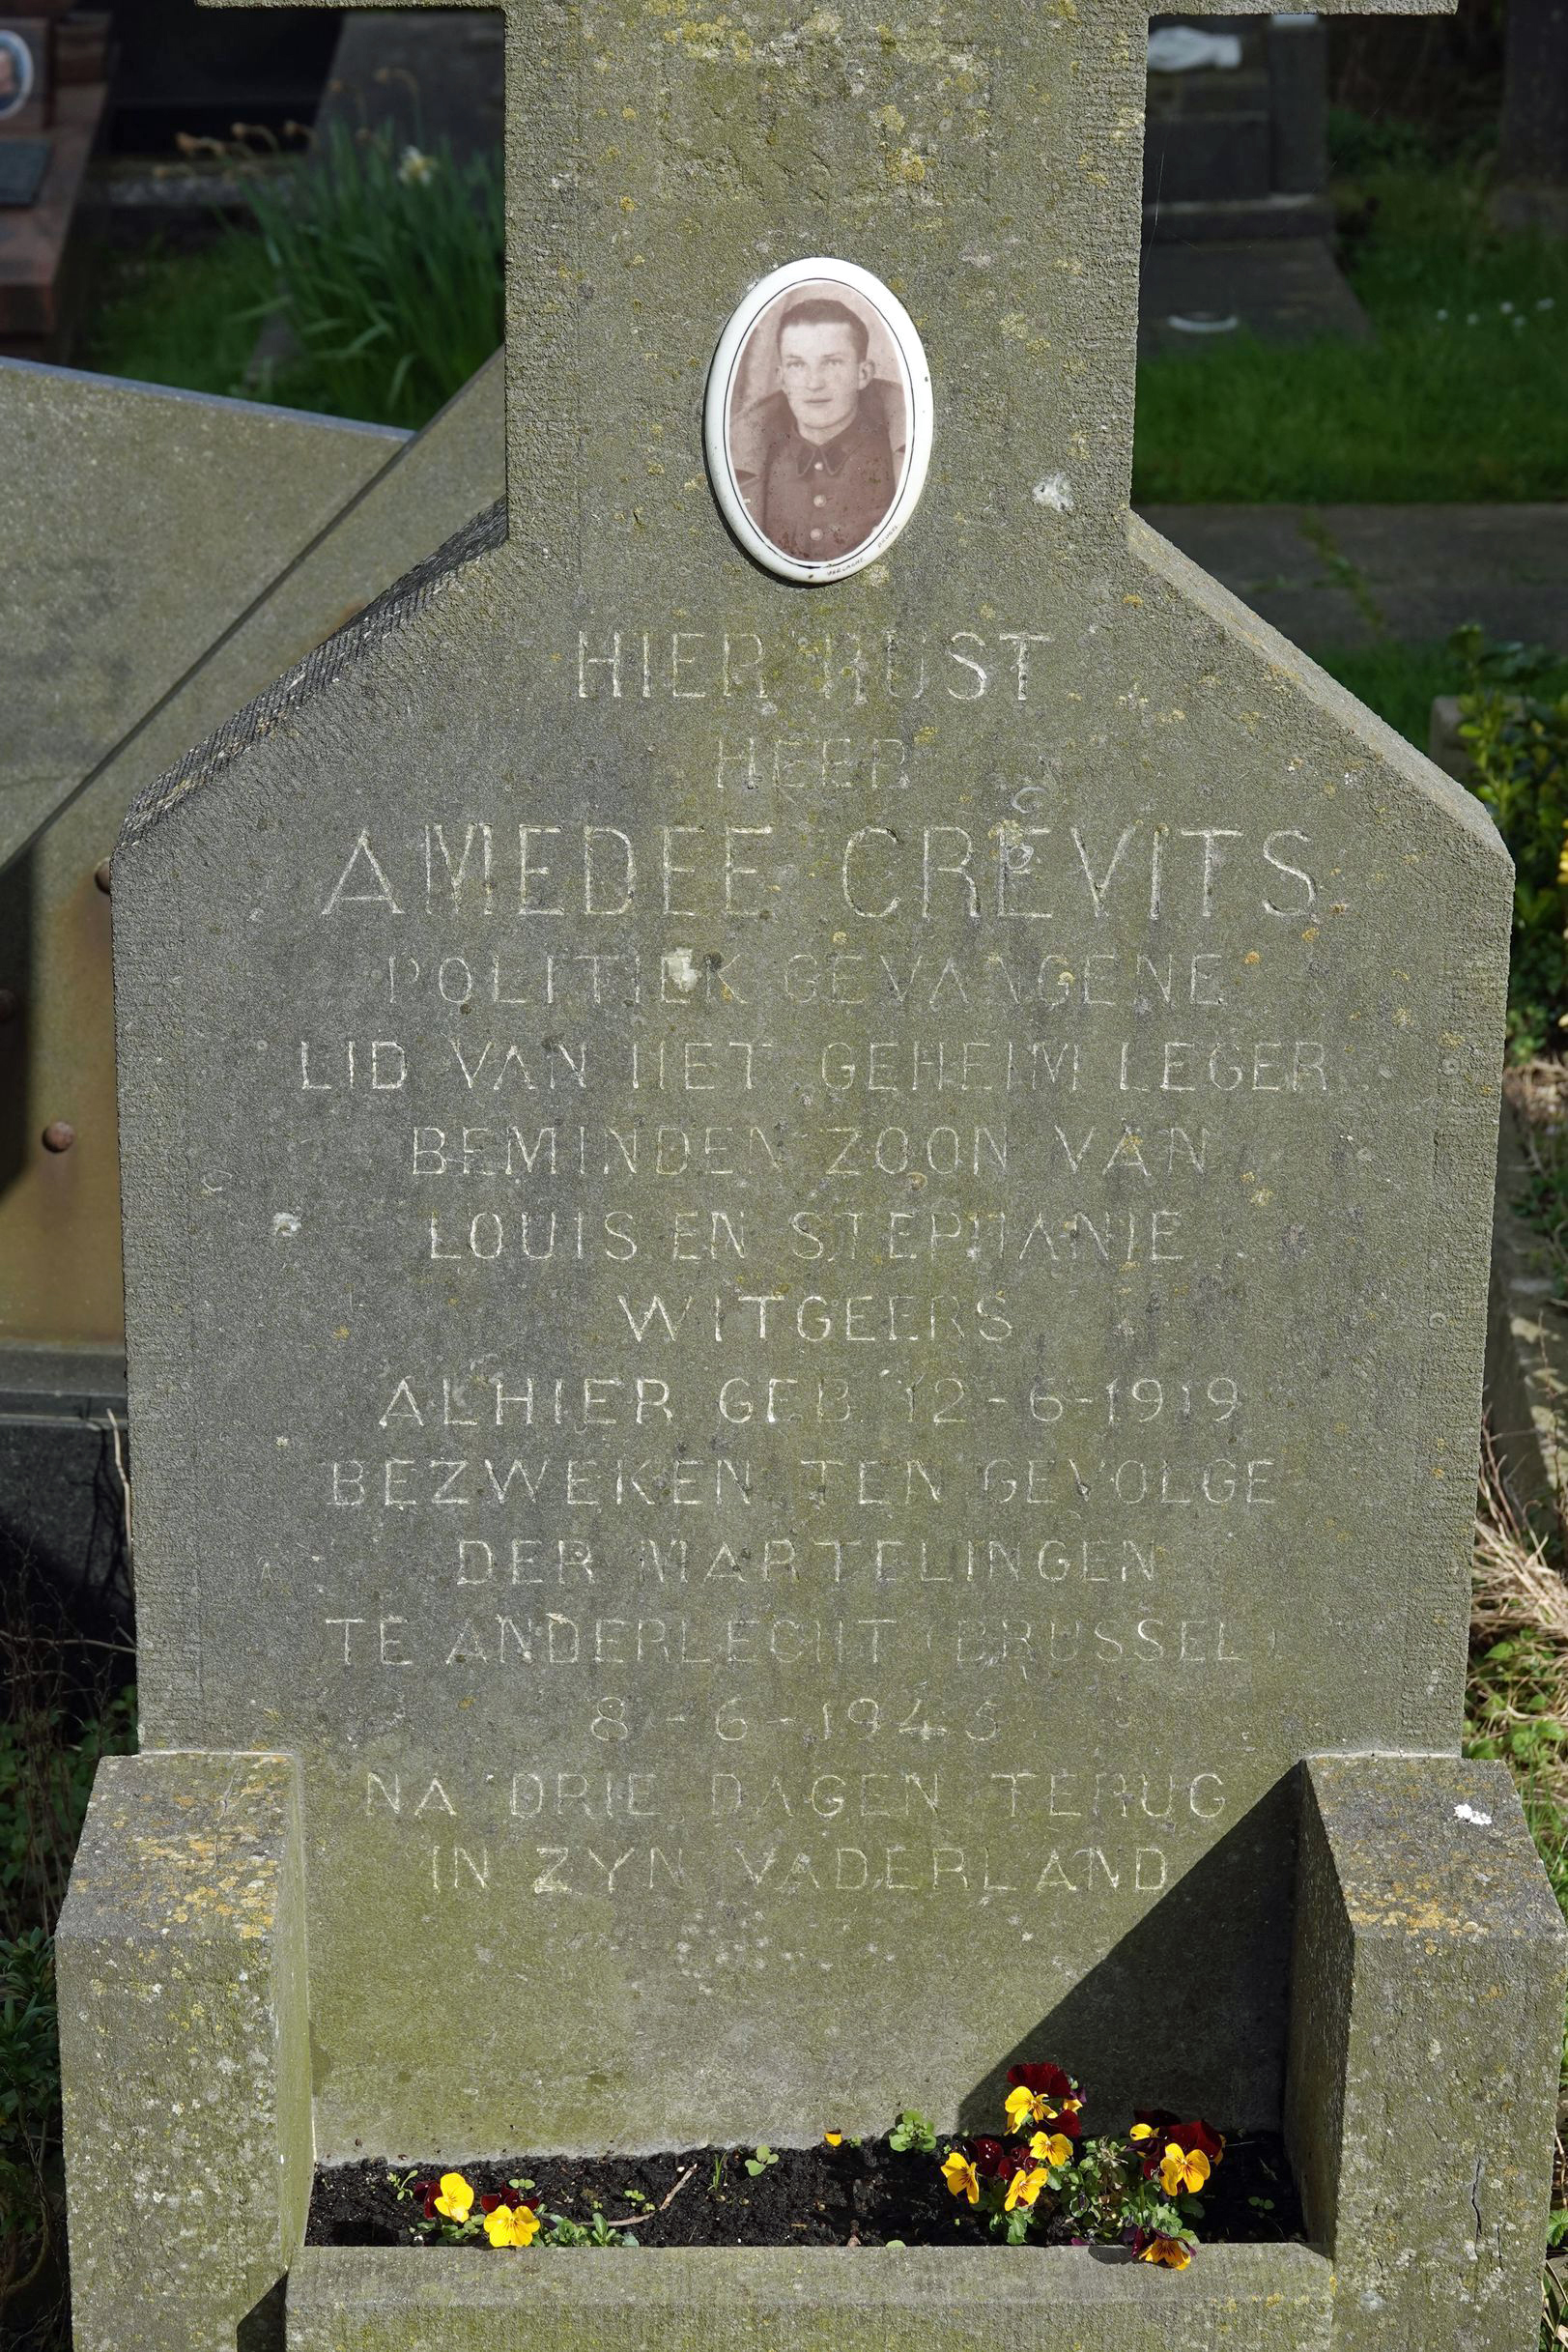 HIER RUST
HEER
AMEDEE CREVITS
POLITIEK GEVANGENE
LID VAN HET GEHEIM LEGER
BEMINDEN ZOON VAN
LOUIS EN STEPHANIE
WITGEERS
ALHIER GEB 12-6-1919
BEZWEKEN TEN GEVOLGE
DER MARTELINGEN
TE ANDERLECHT (BRUSSEL)
8-6-1945
NA DRIE DAGEN TERUG
IN ZYN VADERLAND